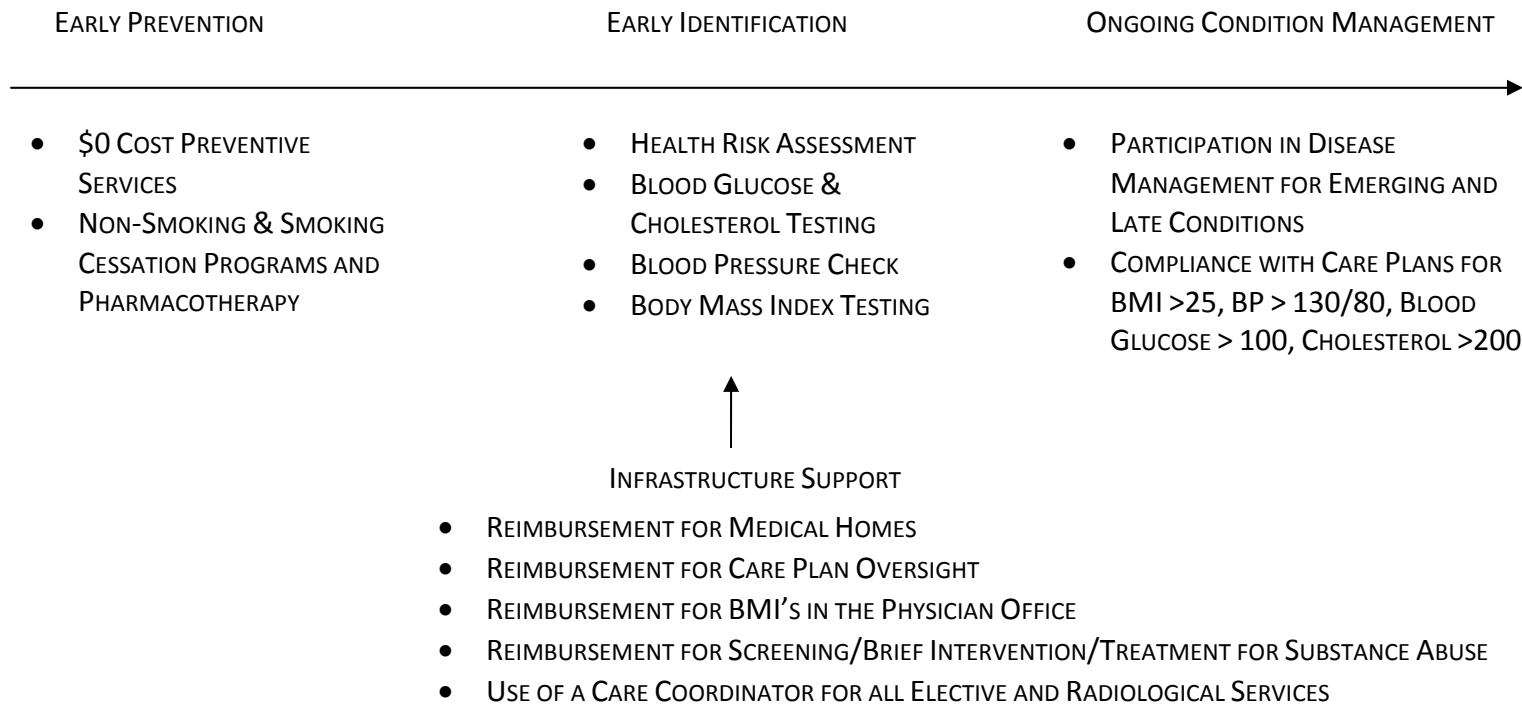 EARLY PREVENTION
EARLY IDENTIFICATION
ONGOING CONDITION MANAGEMENT
• $0 COST PREVENTIVE
SERVICES
• NON-SMOKING & SMOKING
CESSATION PROGRAMS AND
PHARMACOTHERAPY
• HEALTH RISK ASSESSMENT
• BLOOD GLUCOSE &
CHOLESTEROL TESTING
• BLOOD PRESSURE CHECK
• BODY MASS INDEX TESTING
• PARTICIPATION IN DISEASE
MANAGEMENT FOR EMERGING AND
LATE CONDITIONS
• COMPLIANCE WITH CARE PLANS FOR
BMI >25, BP > 130/80, BLOOD
GLUCOSE > 100, CHOLESTEROL >200
INFRASTRUCTURE SUPPORT
• REIMBURSEMENT FOR MEDICAL HOMES
• REIMBURSEMENT FOR CARE PLAN OVERSIGHT
• REIMBURSEMENT FOR BMI'S IN THE PHYSICIAN OFFICE
• REIMBURSEMENT FOR SCREENING/BRIEF INTERVENTION/TREATMENT FOR SUBSTANCE ABUSE
• USE OF A CARE COORDINATOR FOR ALL ELECTIVE AND RADIOLOGICAL SERVICES